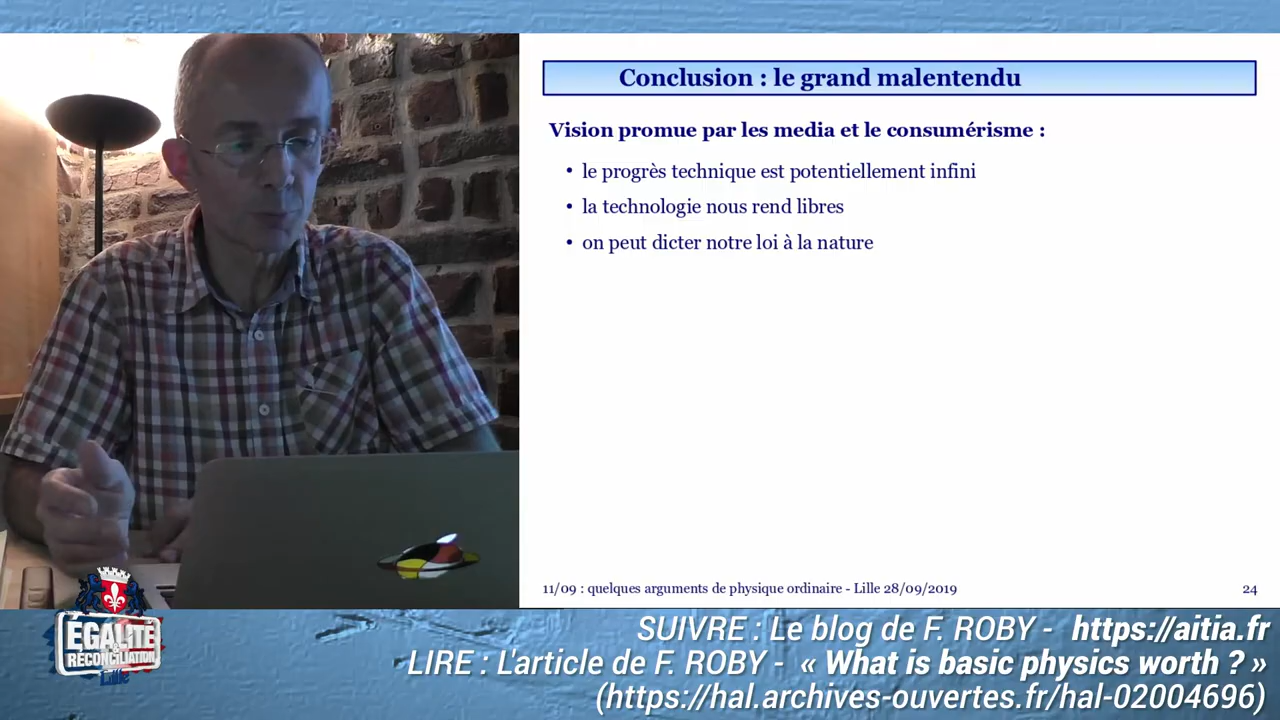 Conclusion : le grand malentendu
Vision promue par les media et le consumérisme :
• le progrès technique est potentiellement infini
• la technologie nous rend libres
• on peut dicter notre loi à la nature
11/09 : quelques arguments de physique ordinaire - Lille 28/09/2019
24
ÉGALITÉ
&
RÉCONCILIATION
Lille
SUIVRE : Le blog de F. ROBY - https://aitia.fr
LIRE : L'article de F. ROBY - « What is basic physics worth ? »
(https://hal.archives-ouvertes.fr/hal-02004696)